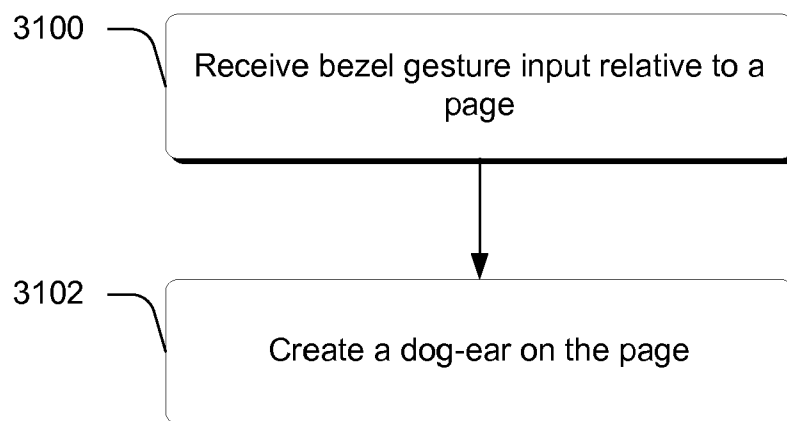 3100
Receive bezel gesture input relative to a
page
3102
Create a dog-ear on the page